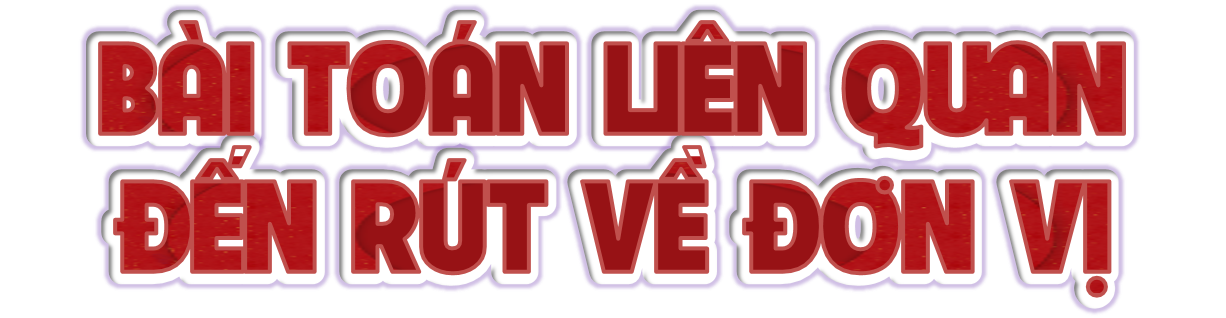 BÀI TOÁN LIÊN QUAN
ĐẾN RÚT VỀ ĐƠN VỊ